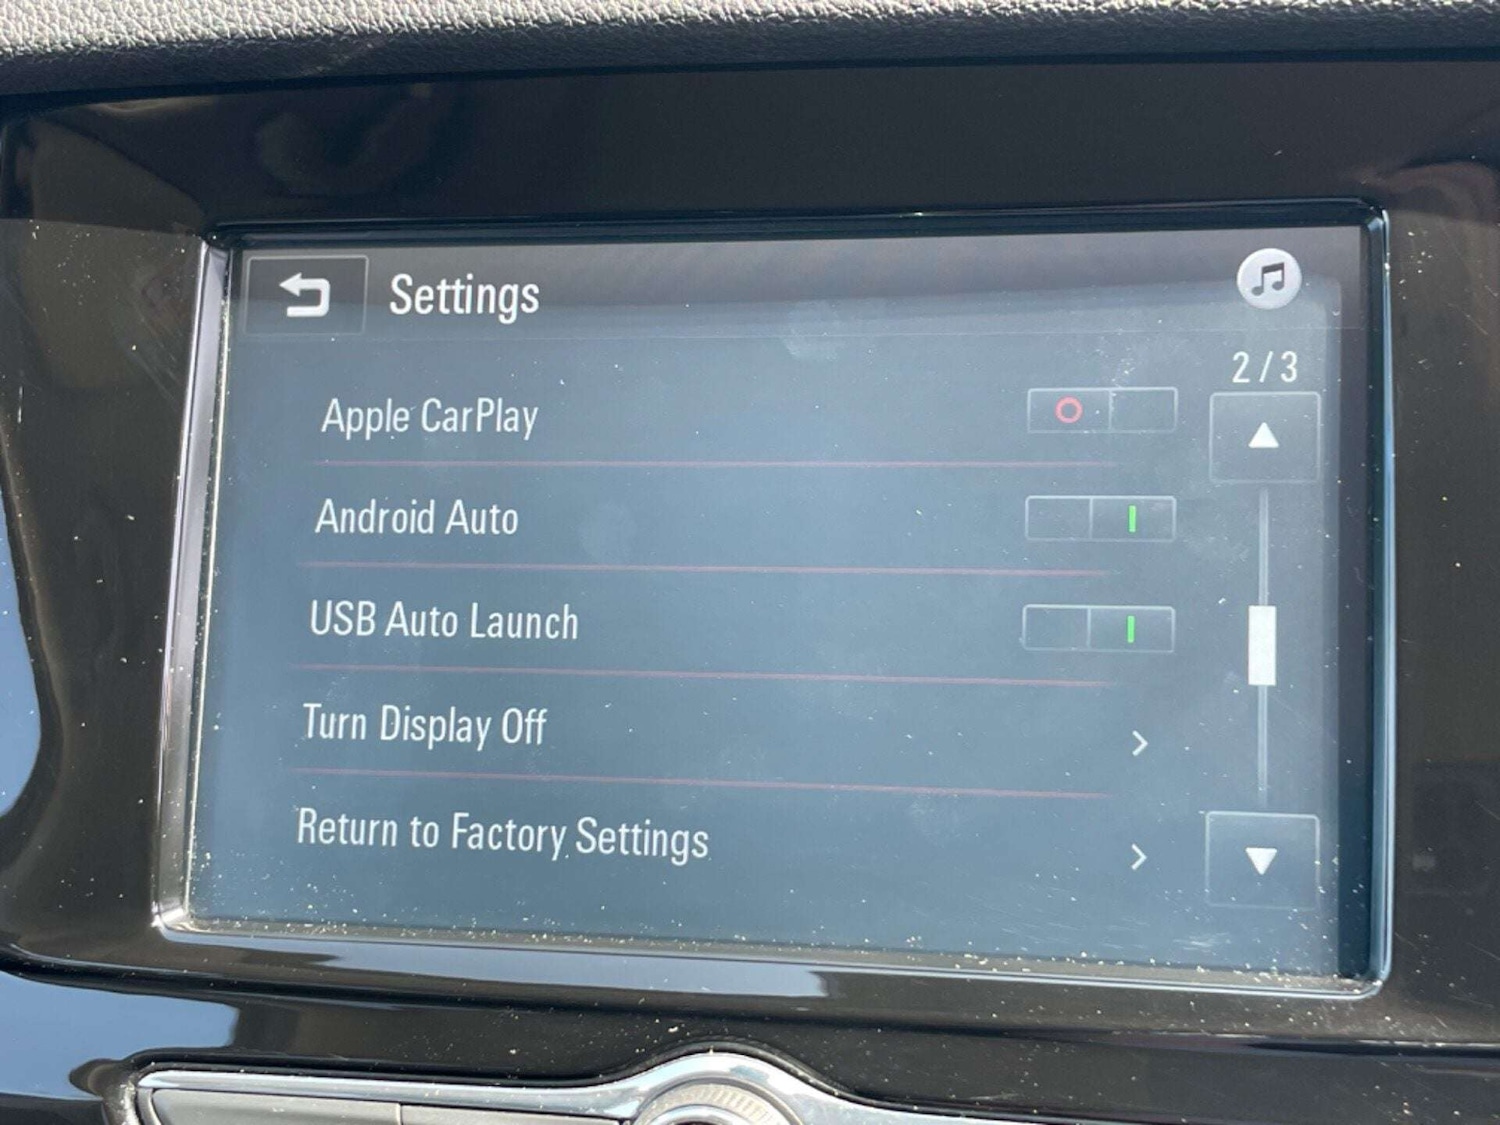 Settings
2/3
Apple CarPlay
Android Auto
USB Auto Launch
Turn Display Off
Return to Factory Settings